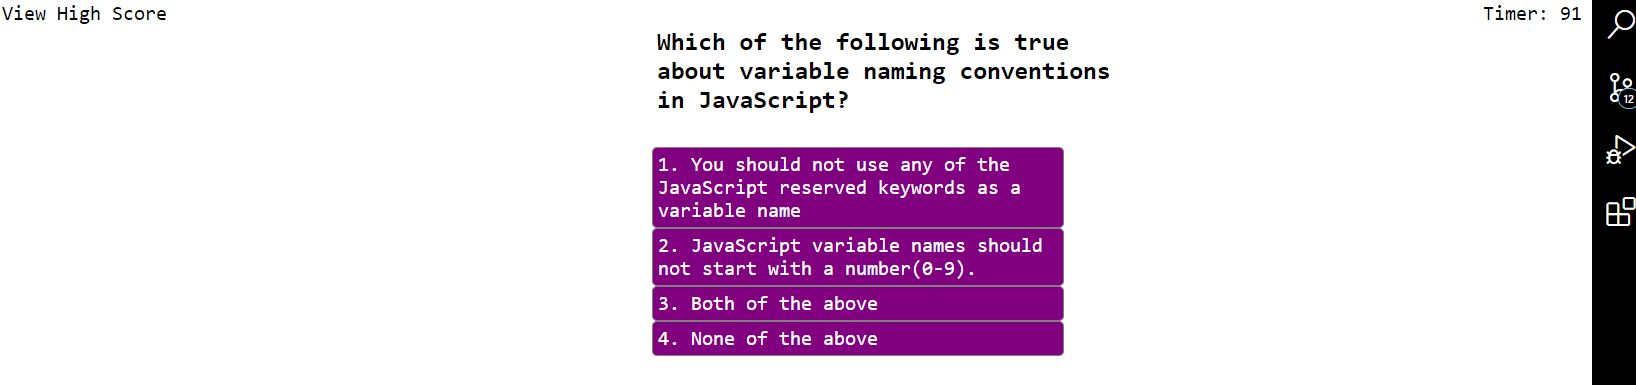 View High Score
Timer: 91
Which of the following is true
about variable naming conventions
in JavaScript?
1. You should not use any of the
JavaScript reserved keywords as a
variable name
2. JavaScript variable names should
not start with a number(0-9).
3. Both of the above
4. None of the above
12